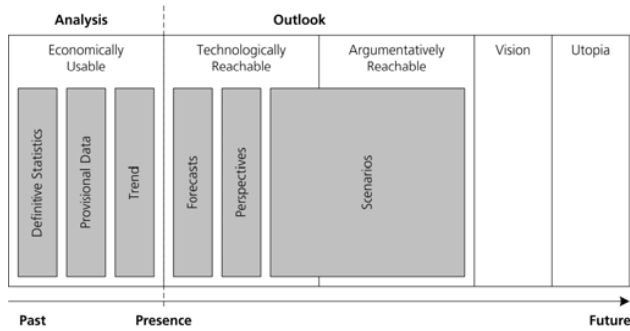 Analysis
Outlook
Economically
Usable
Technologically
Reachable
Argumentatively
Reachable
Vision
Utopia
Definitive Statistics
Provisional Data
Trend
Forecasts
Perspectives
Scenarios
Past
Presence
Future